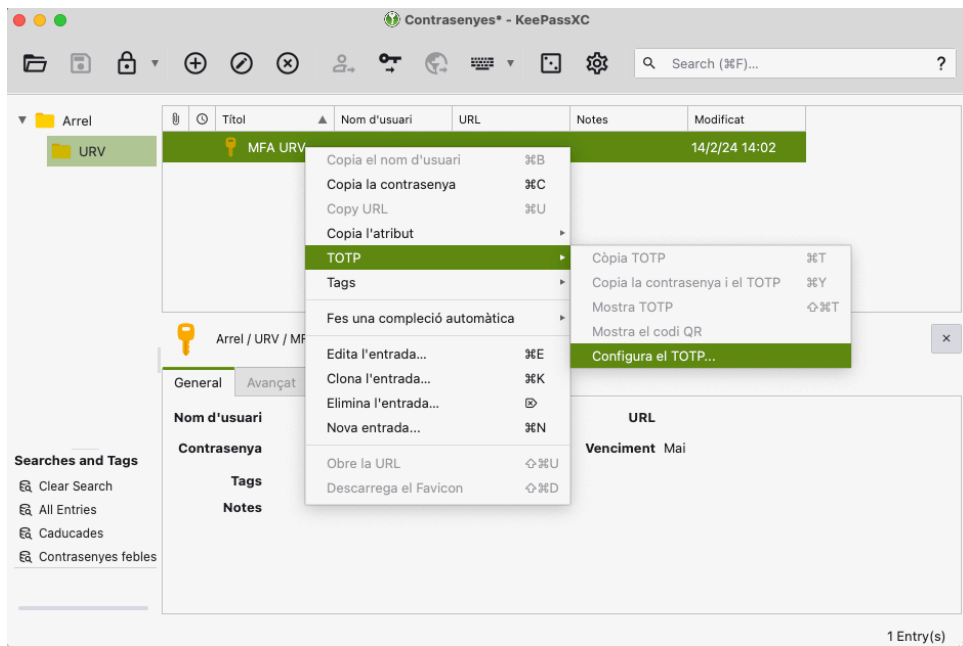 Contrasenyes* - KeePassXC
Search (⌘F)...
?
Arrel
URV
Títol
Nom d'usuari
URL
Notes
Modificat
MFA URV
14/2/24 14:02
Copia el nom d'usuari ⌘B
Copia la contrasenya ⌘C
Copy URL ⌘U
Copia l'atribut
TOTP
Tags
Fes una compleció automàtica
Edita l'entrada... ⌘E
Clona l'entrada... ⌘K
Elimina l'entrada... ⌦
Nova entrada... ⌘N
Obre la URL ⇧⌘U
Descarrega el Favicon ⇧⌘D
Còpia TOTP ⌘T
Copia la contrasenya i el TOTP ⌘Y
Mostra TOTP ⇧⌘T
Mostra el codi QR
Configura el TOTP...
Arrel / URV / MF
General
Avançat
Nom d'usuari
URL
Contrasenya
Venciment Mai
Tags
Notes
Searches and Tags
Clear Search
All Entries
Caducades
Contrasenyes febles
1 Entry(s)